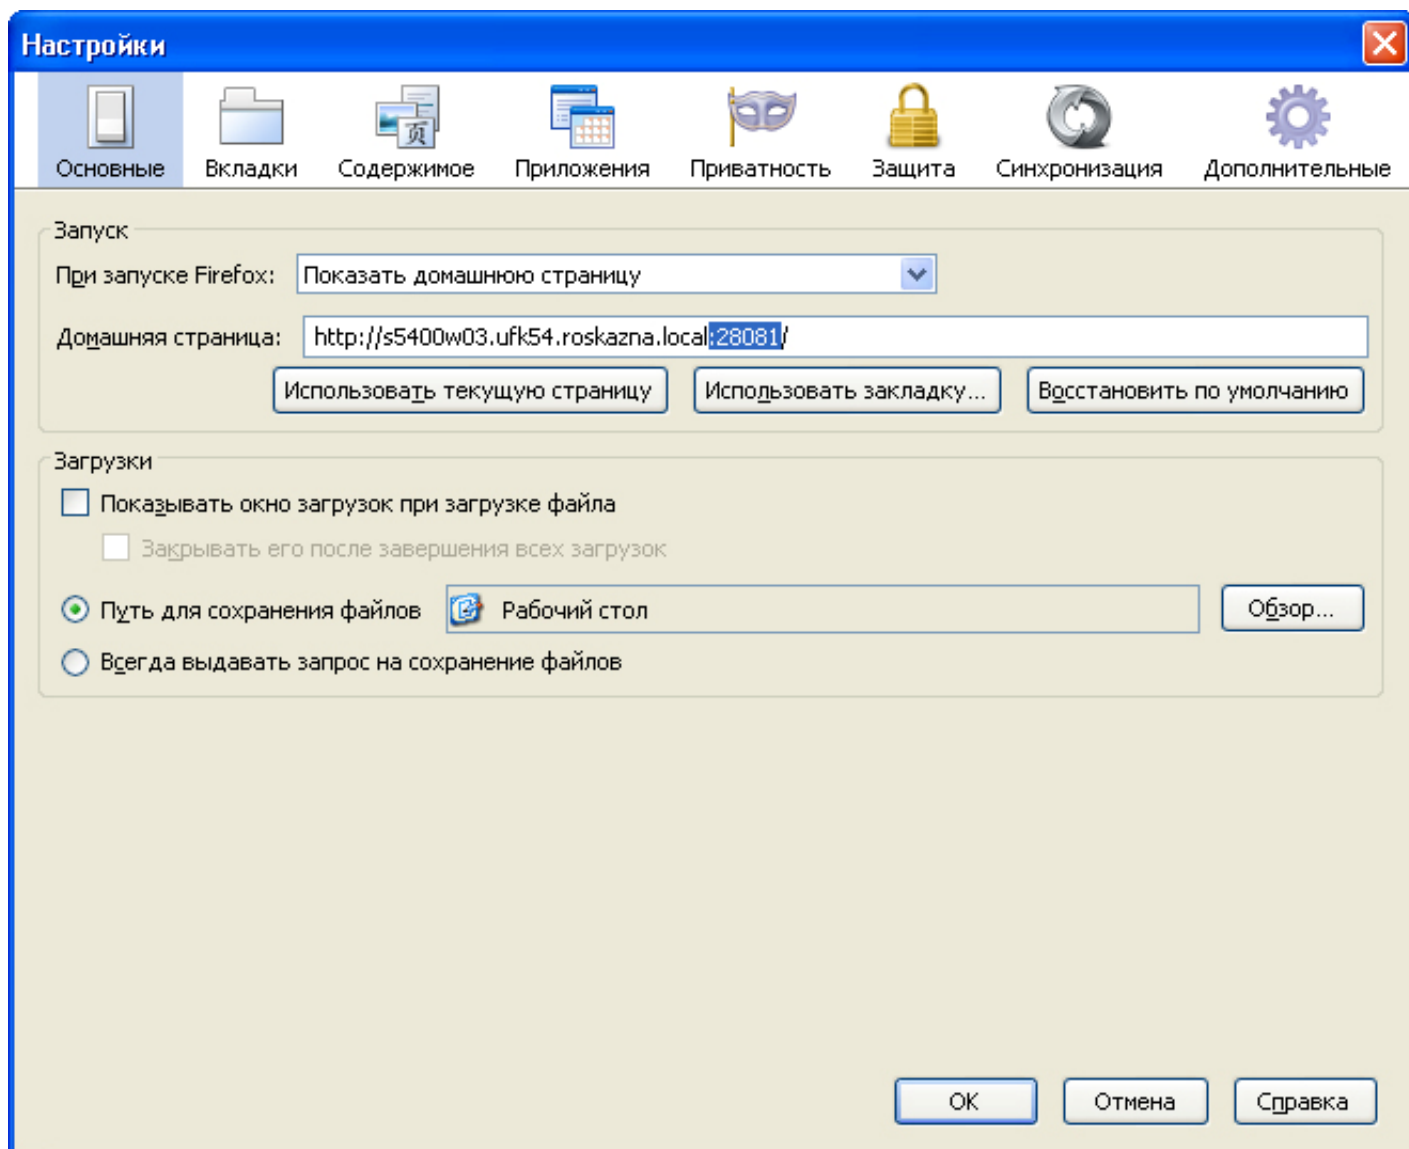 Настройки
Основные Вкладки Содержимое Приложения Приватность Защита Синхронизация Дополнительные
页
Запуск
При запуске Firefox: Показать домашнюю страницу
Домашняя страница: http://s5400w03.ufk54.roskazna.local:28081/
Использовать текущую страницу Использовать закладку... Восстановить по умолчанию
Загрузки
Показывать окно загрузок при загрузке файла
Закрывать его после завершения всех загрузок
Путь для сохранения файлов Рабочий стол Обзор...
Всегда выдавать запрос на сохранение файлов
ОК Отмена Справка